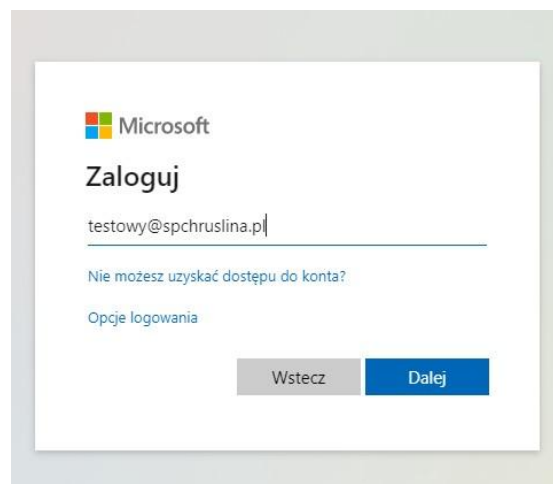 Microsoft
Zaloguj
testowy@spchruslina.pl
Nie możesz uzyskać dostępu do konta?
Opcje logowania
Wstecz Dalej